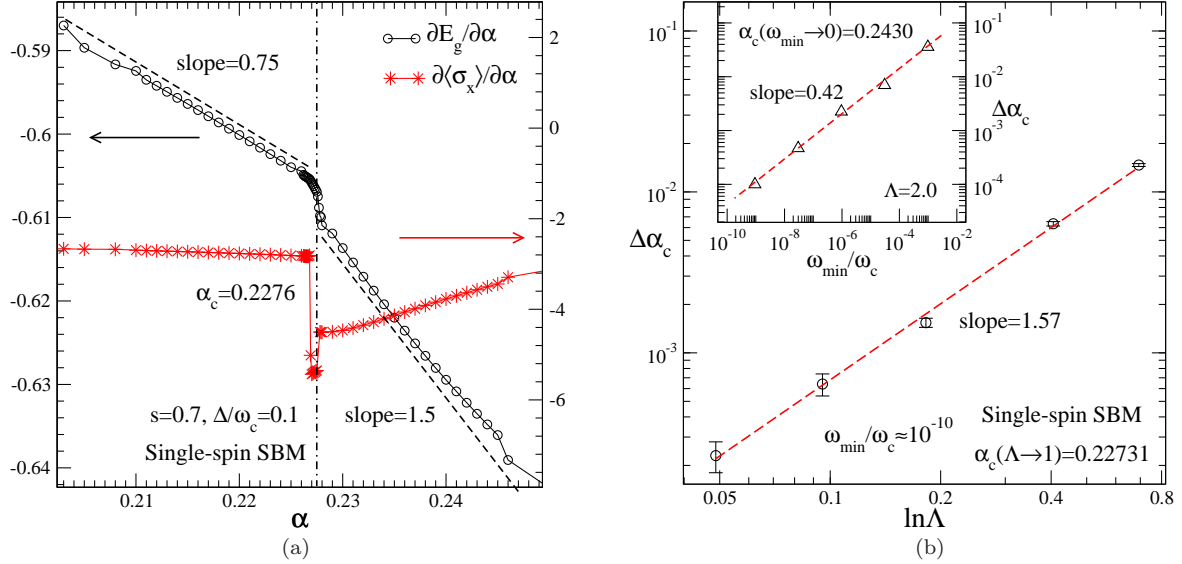 -0.59
-0.6
-0.61
-0.62
-0.63
-0.64
slope=0.75
∂E_g/∂α
∂⟨σ_x⟩/∂α
2
0
-2
-4
-6
α_c=0.2276
s=0.7, Δ/ω_c=0.1
Single-spin SBM
slope=1.5
0.21 0.22 0.23 0.24
α
(a)
10^-1
10^-2
10^-3
Δα_c
α_c(ω_min→0)=0.2430
slope=0.42
Λ=2.0
10^-1
10^-2
10^-3
10^-4
Δα_c
10^-10 10^-8 10^-6 10^-4 10^-2
ω_min/ω_c
slope=1.57
ω_min/ω_c≈10^-10
Single-spin SBM
α_c(Λ→1)=0.22731
0.05 0.1 0.2 0.4 0.8
lnΛ
(b)